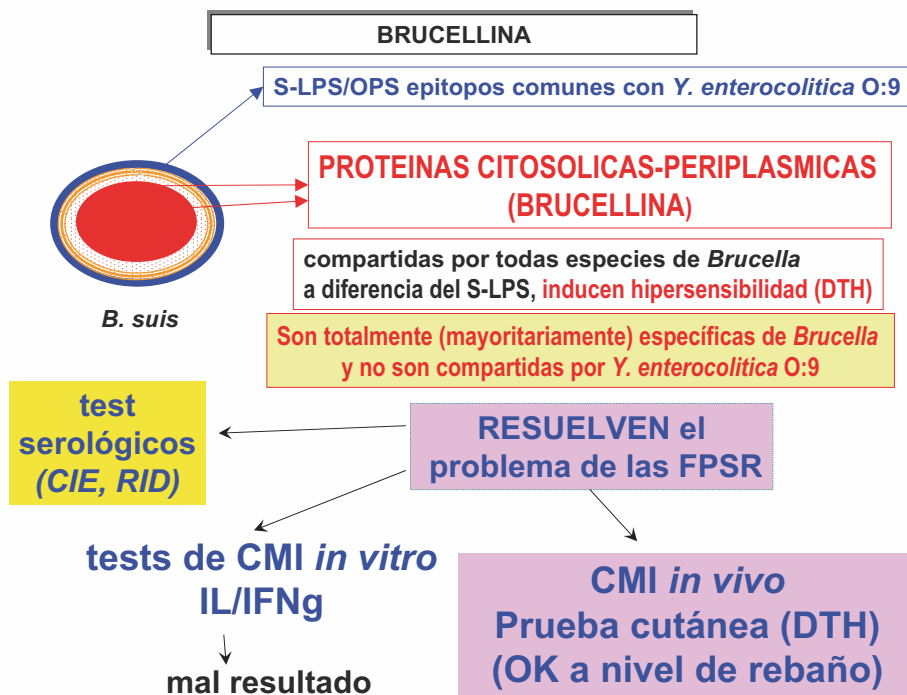 BRUCELLINA
S-LPS/OPS epitopos comunes con Y. enterocolitica O:9
PROTEINAS CITOSOLICAS-PERIPLASMICAS
(BRUCELLINA)
compartidas por todas especies de Brucella
a diferencia del S-LPS, inducen hipersensibilidad (DTH)
B. suis
Son totalmente (mayoritariamente) específicas de Brucella
y no son compartidas por Y. enterocolitica O:9
test
serológicos
(CIE, RID)
RESUELVEN el
problema de las FPSR
tests de CMI in vitro
IL/IFNg
mal resultado
CMI in vivo
Prueba cutánea (DTH)
(OK a nivel de rebaño)